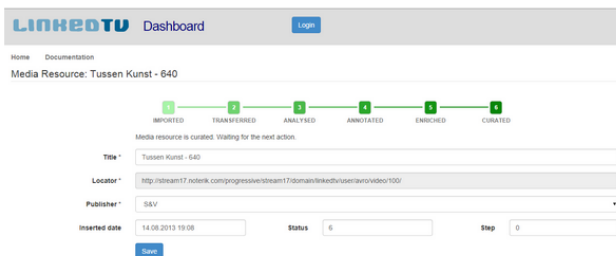 LINKEDTU Dashboard Login
Home Documentation
Media Resource: Tussen Kunst - 640
1 2 3 4 5 6
IMPORTED TRANSFERRED ANALYSED ANNOTATED ENRICHED CURATED
Media resource is curated. Waiting for the next action.
Title * Tussen Kunst - 640
Locator * http://stream17.noterik.com/progressive/stream17/domain/linkedtv/user/avro/video/100/
Publisher * S&V
Inserted date 14.08.2013 19:08 Status 6 Step 0
Save